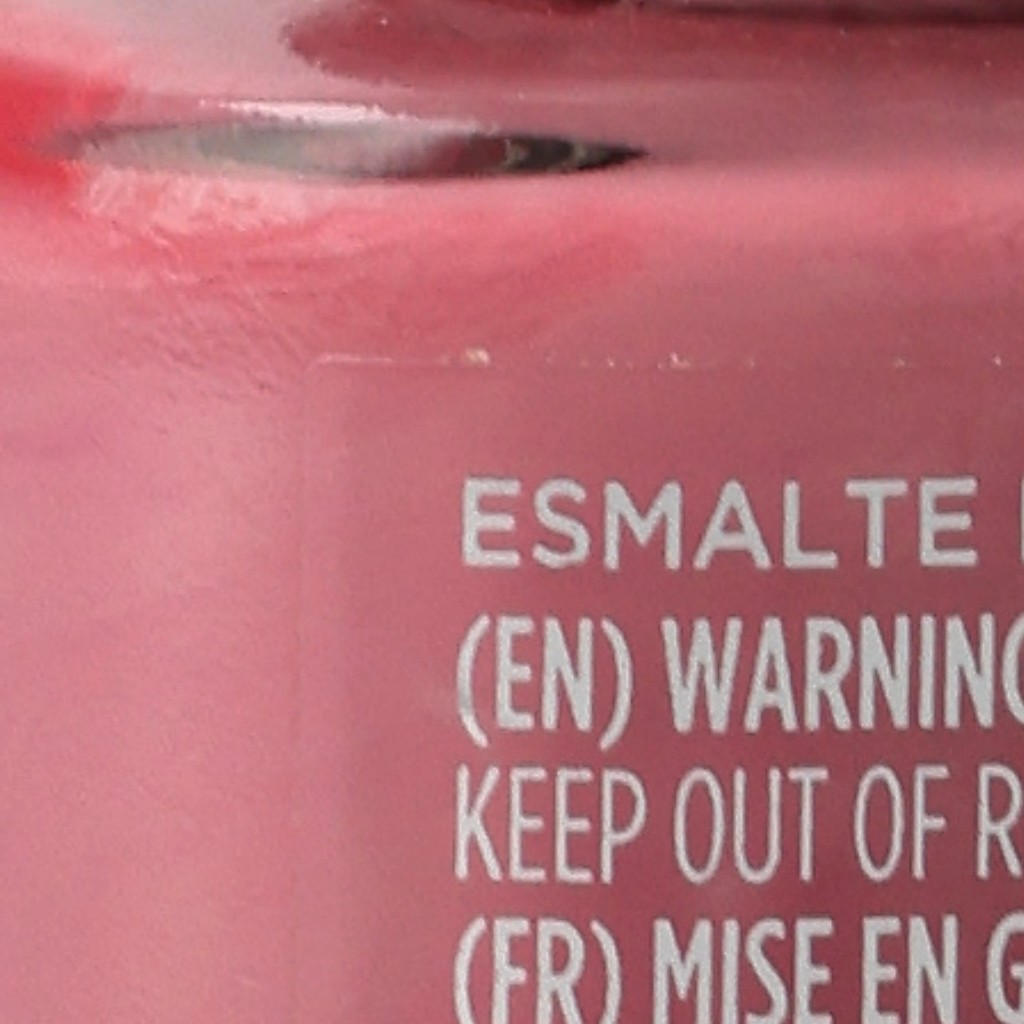 ESMALTE
(EN) WARNING
KEEP OUT OF R
(FR) MISE EN G